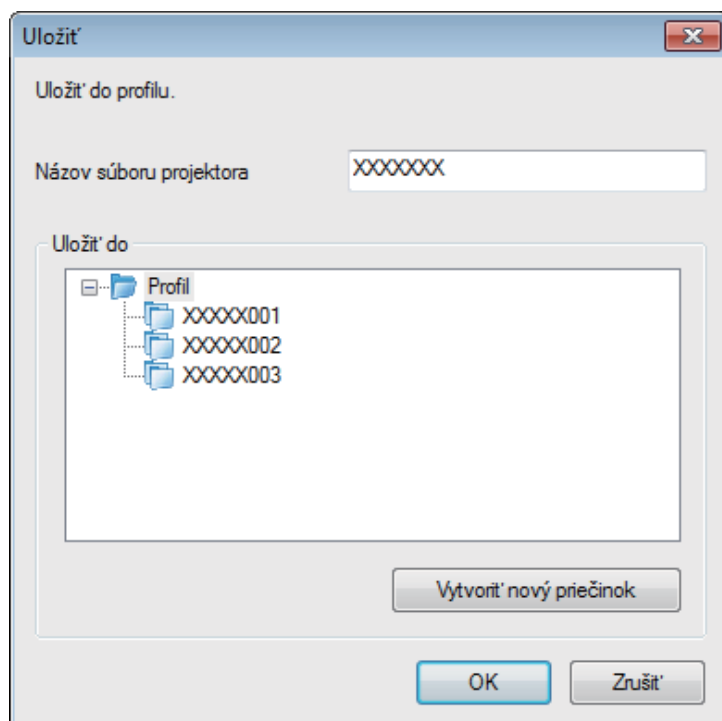 Uložiť
Uložiť do profilu.
Názov súboru projektora XXXXXXX
Uložiť do
Profil
XXXXX001
XXXXX002
XXXXX003
Vytvoriť nový priečinok
OK Zrušiť